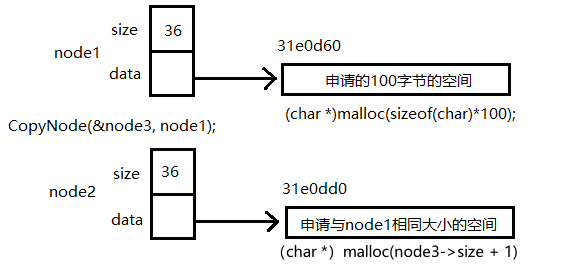 size 36
node1
31e0d60
data
申请的100字节的空间
(char *)malloc(sizeof(char)*100);
CopyNode(&node3, node1);
size 36
node2
31e0dd0
data
申请与node1相同大小的空间
(char *) malloc(node3->size + 1)